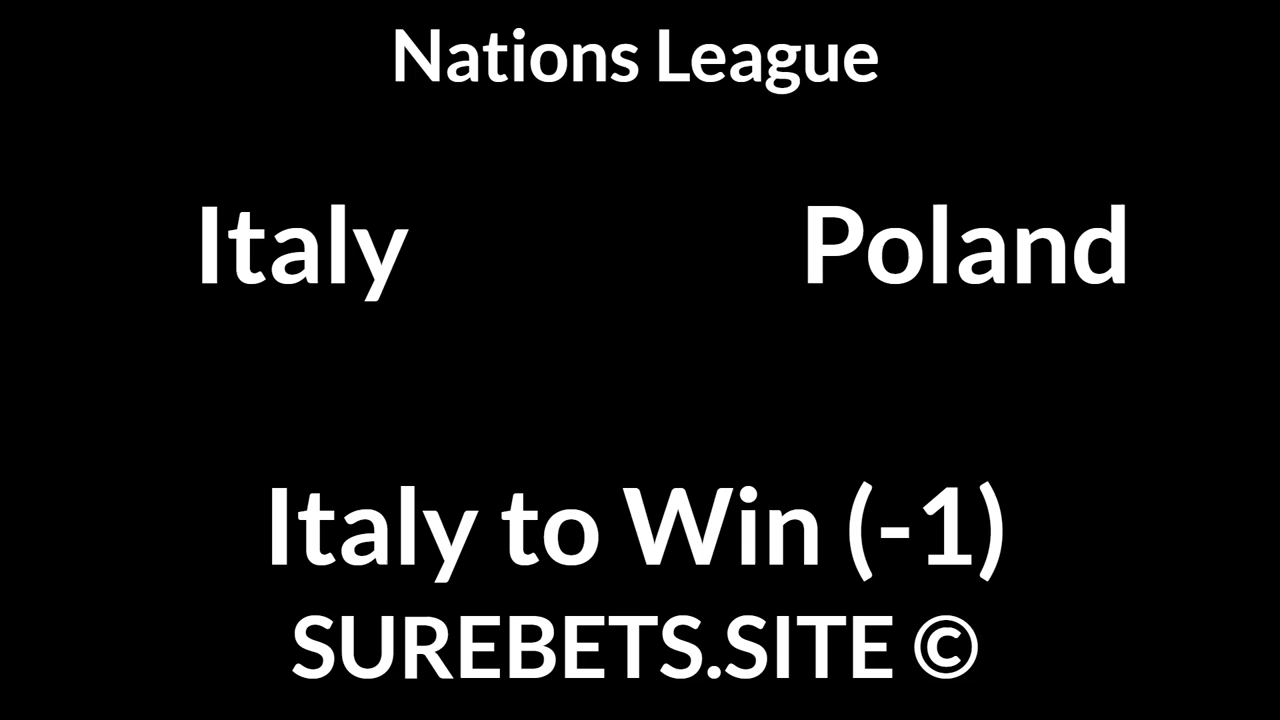 Nations League
Italy Poland
Italy to Win (-1)
SUREBETS.SITE ©